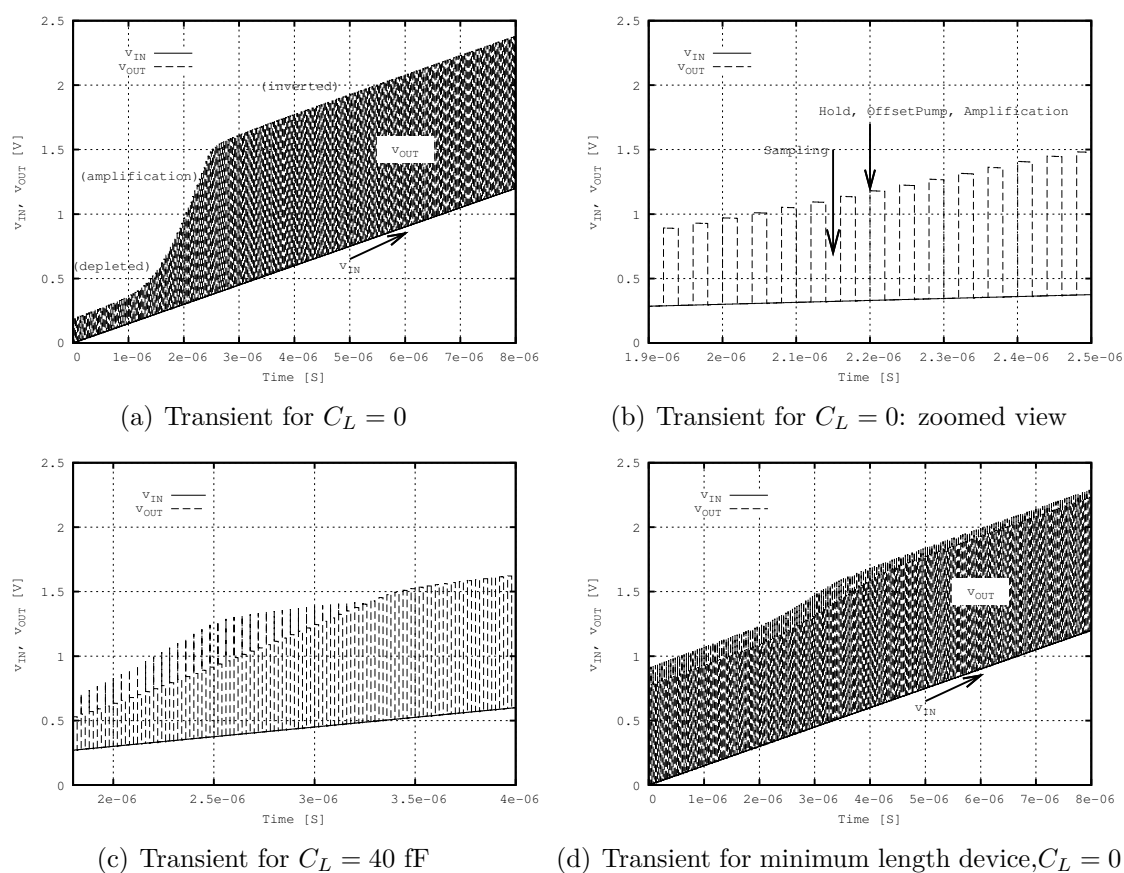 2.5
2
1.5
1
0.5
0
v_IN, v_OUT [V]
v_IN
v_OUT
(inverted)
v_OUT
(amplification)
(depleted)
v_IN
0 1e-06 2e-06 3e-06 4e-06 5e-06 6e-06 7e-06 8e-06
Time [S]
(a) Transient for C_L = 0
2.5
2
1.5
1
0.5
0
v_IN, v_OUT [V]
v_IN
v_OUT
Hold, OffsetPump, Amplification
Sampling
1.9e-06 2e-06 2.1e-06 2.2e-06 2.3e-06 2.4e-06 2.5e-06
Time [S]
(b) Transient for C_L = 0: zoomed view
2.5
2
1.5
1
0.5
0
v_IN, v_OUT [V]
v_IN
v_OUT
2e-06 2.5e-06 3e-06 3.5e-06 4e-06
Time [S]
(c) Transient for C_L = 40 fF
2.5
2
1.5
1
0.5
0
v_IN, v_OUT [V]
v_IN
v_OUT
v_OUT
v_IN
0 1e-06 2e-06 3e-06 4e-06 5e-06 6e-06 7e-06 8e-06
Time [S]
(d) Transient for minimum length device,C_L = 0